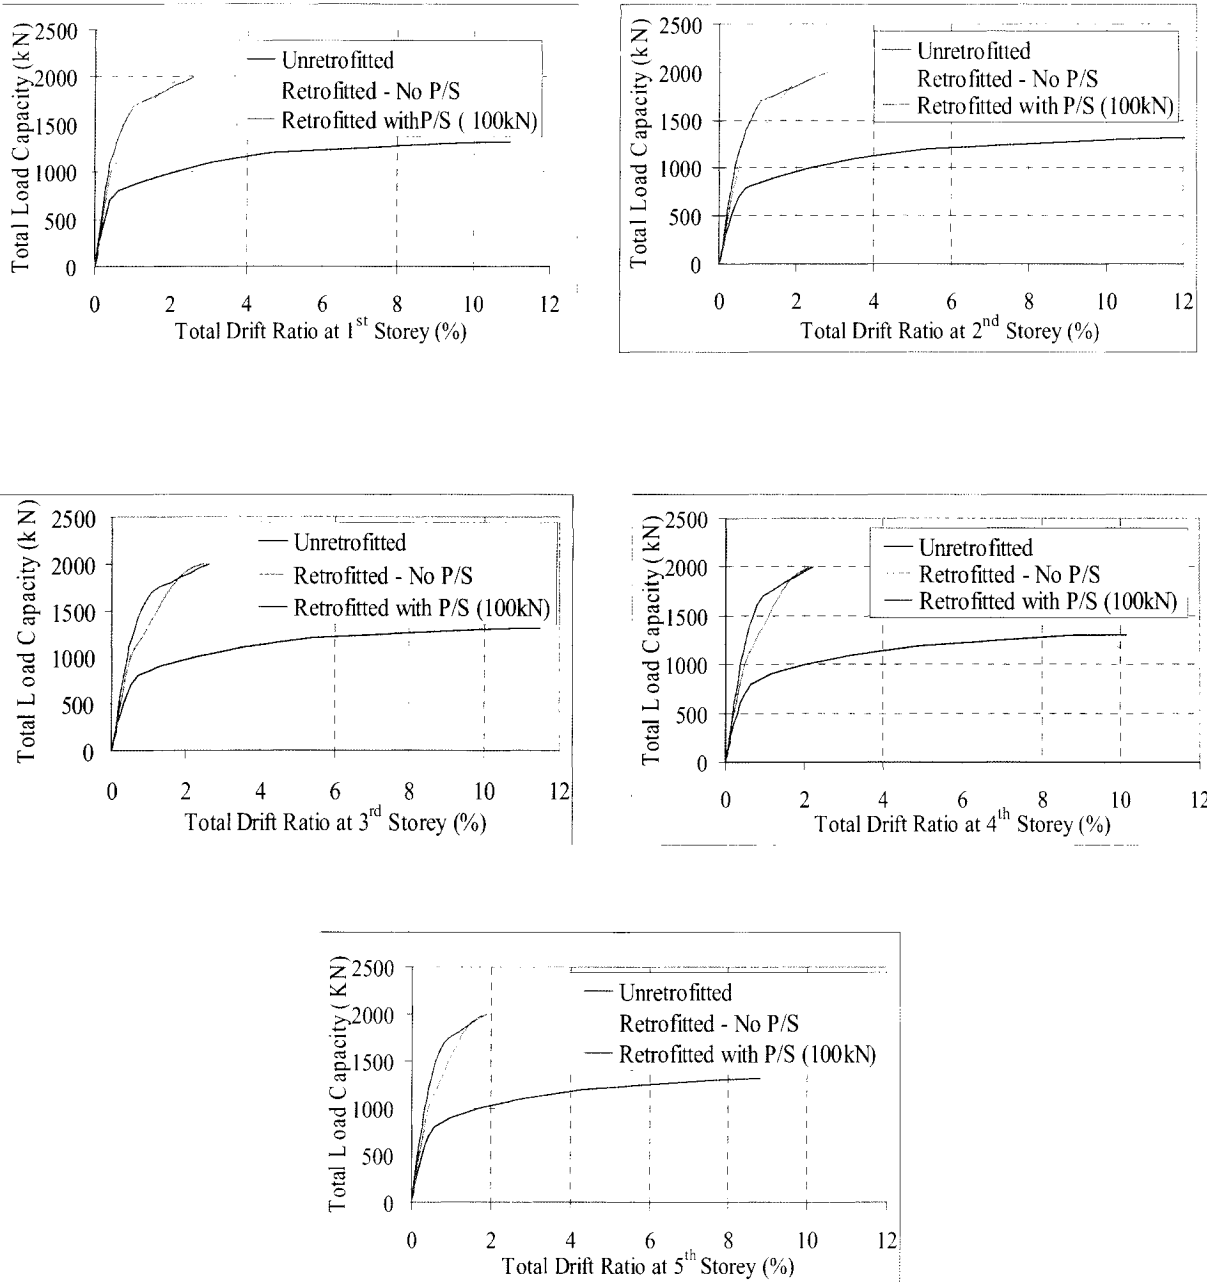 Total Load Capacity (kN)
2500
2000
1500
1000
500
0
Unretrofitted
Retrofitted - No P/S
Retrofitted withP/S ( 100kN)
0 2 4 6 8 10 12
Total Drift Ratio at 1st Storey (%)
Total Load Capacity (kN)
2500
2000
1500
1000
500
0
Unretrofitted
Retrofitted - No P/S
Retrofitted with P/S (100kN)
0 2 4 6 8 10 12
Total Drift Ratio at 2nd Storey (%)
Total Load Capacity (kN)
2500
2000
1500
1000
500
0
Unretrofitted
Retrofitted - No P/S
Retrofitted with P/S (100kN)
0 2 4 6 8 10 12
Total Drift Ratio at 3rd Storey (%)
Total Load Capacity (kN)
2500
2000
1500
1000
500
0
Unretrofitted
Retrofitted - No P/S
Retrofitted with P/S (100kN)
0 2 4 6 8 10 12
Total Drift Ratio at 4th Storey (%)
Total Load Capacity ( KN)
2500
2000
1500
1000
500
0
Unretrofitted
Retrofitted - No P/S
Retrofitted with P/S (100kN)
0 2 4 6 8 10 12
Total Drift Ratio at 5th Storey (%)